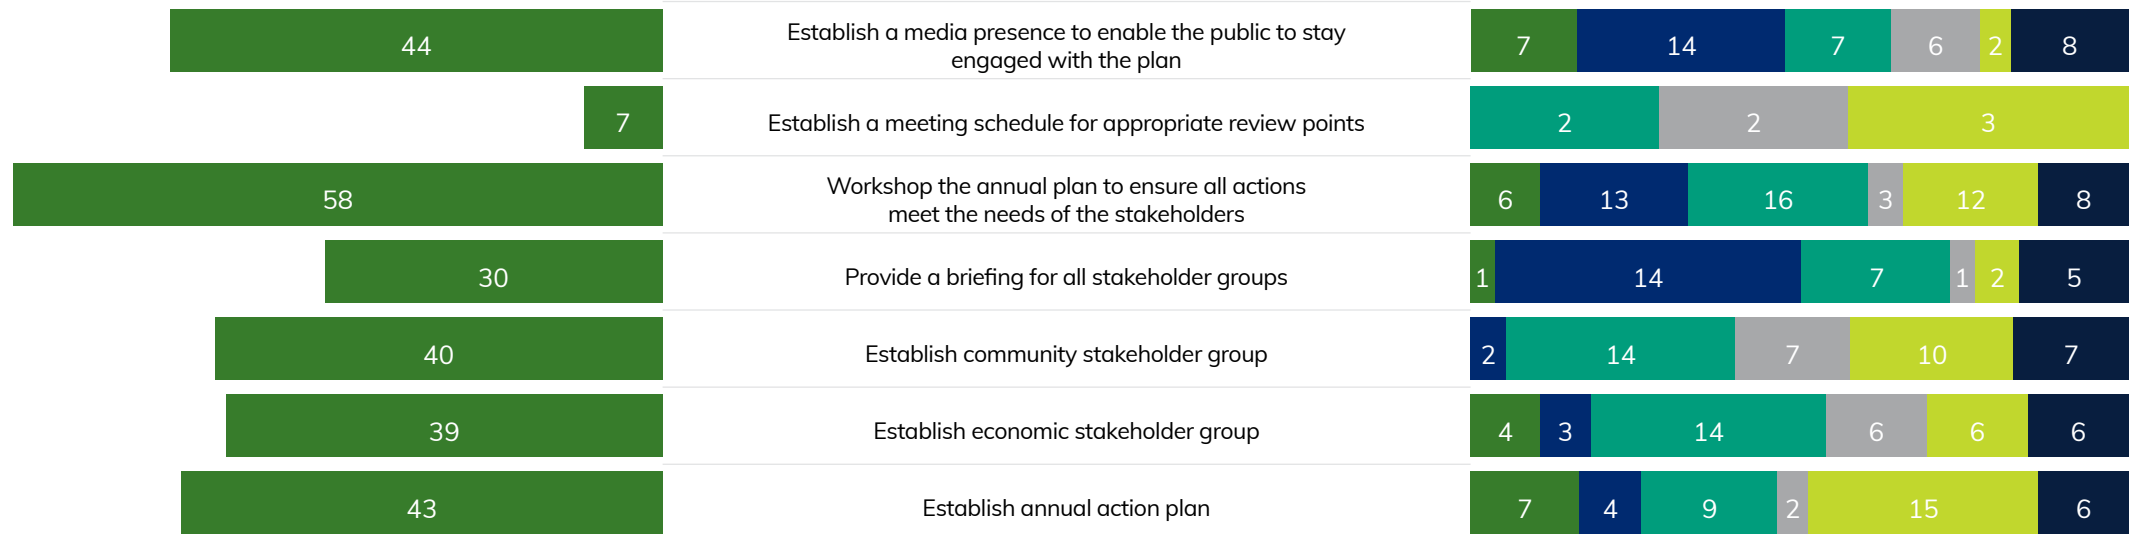 44 Establish a media presence to enable the public to stay 7 14 7 6 2 8
engaged with the plan
7 Establish a meeting schedule for appropriate review points 2 2 3
Workshop the annual plan to ensure all actions
58 meet the needs of the stakeholders 6 13 16 3 12 8
30 Provide a briefing for all stakeholder groups 1 14 7 1 2 5
40 Establish community stakeholder group 2 14 7 10 7
39 Establish economic stakeholder group 4 3 14 6 6 6
43 Establish annual action plan 7 4 9 2 15 6